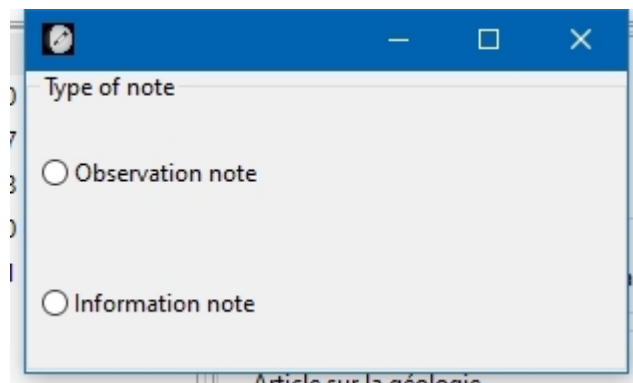 Type of note
Observation note
Information note
Article sur la géologie